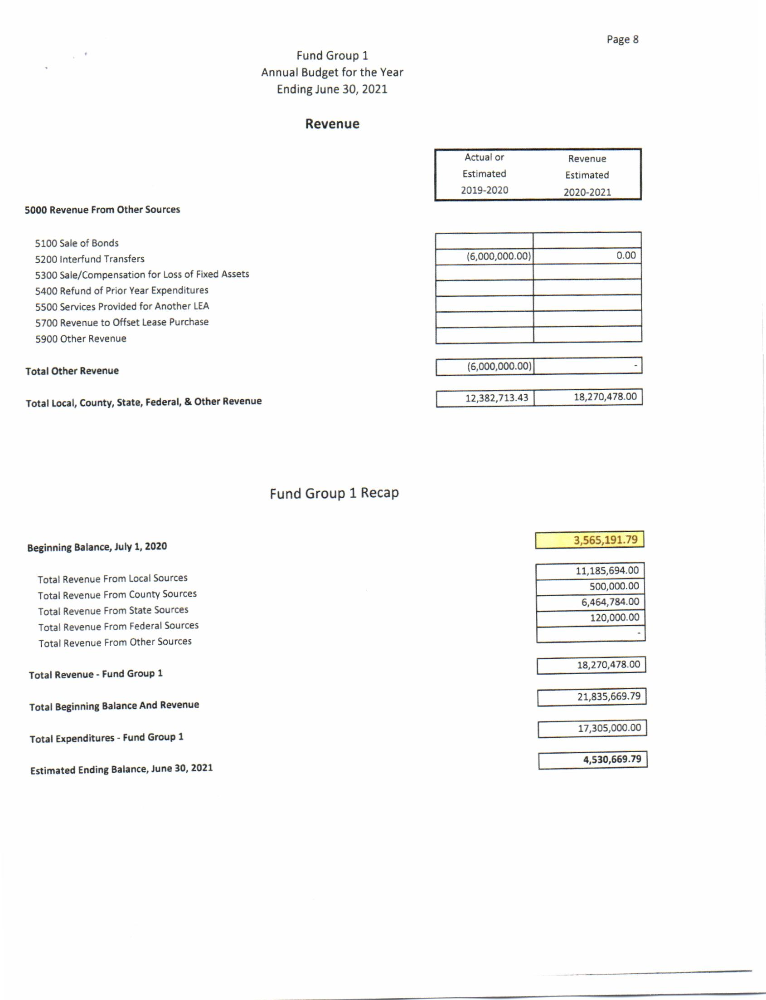 Page 8
Fund Group 1
Annual Budget for the Year
Ending June 30, 2021
Revenue
Actual or Revenue
Estimated Estimated
2019-2020 2020-2021
5000 Revenue From Other Sources
5100 Sale of Bonds
5200 Interfund Transfers (6,000,000.00) 0.00
5300 Sale/Compensation for Loss of Fixed Assets
5400 Refund of Prior Year Expenditures
5500 Services Provided for Another LEA
5700 Revenue to Offset Lease Purchase
5900 Other Revenue
Total Other Revenue (6,000,000.00) -
Total Local, County, State, Federal, & Other Revenue 12,382,713.43 18,270,478.00
Fund Group 1 Recap
Beginning Balance, July 1, 2020 3,565,191.79
Total Revenue From Local Sources 11,185,694.00
Total Revenue From County Sources 500,000.00
Total Revenue From State Sources 6,464,784.00
Total Revenue From Federal Sources 120,000.00
Total Revenue From Other Sources -
Total Revenue - Fund Group 1 18,270,478.00
Total Beginning Balance And Revenue 21,835,669.79
Total Expenditures - Fund Group 1 17,305,000.00
Estimated Ending Balance, June 30, 2021 4,530,669.79